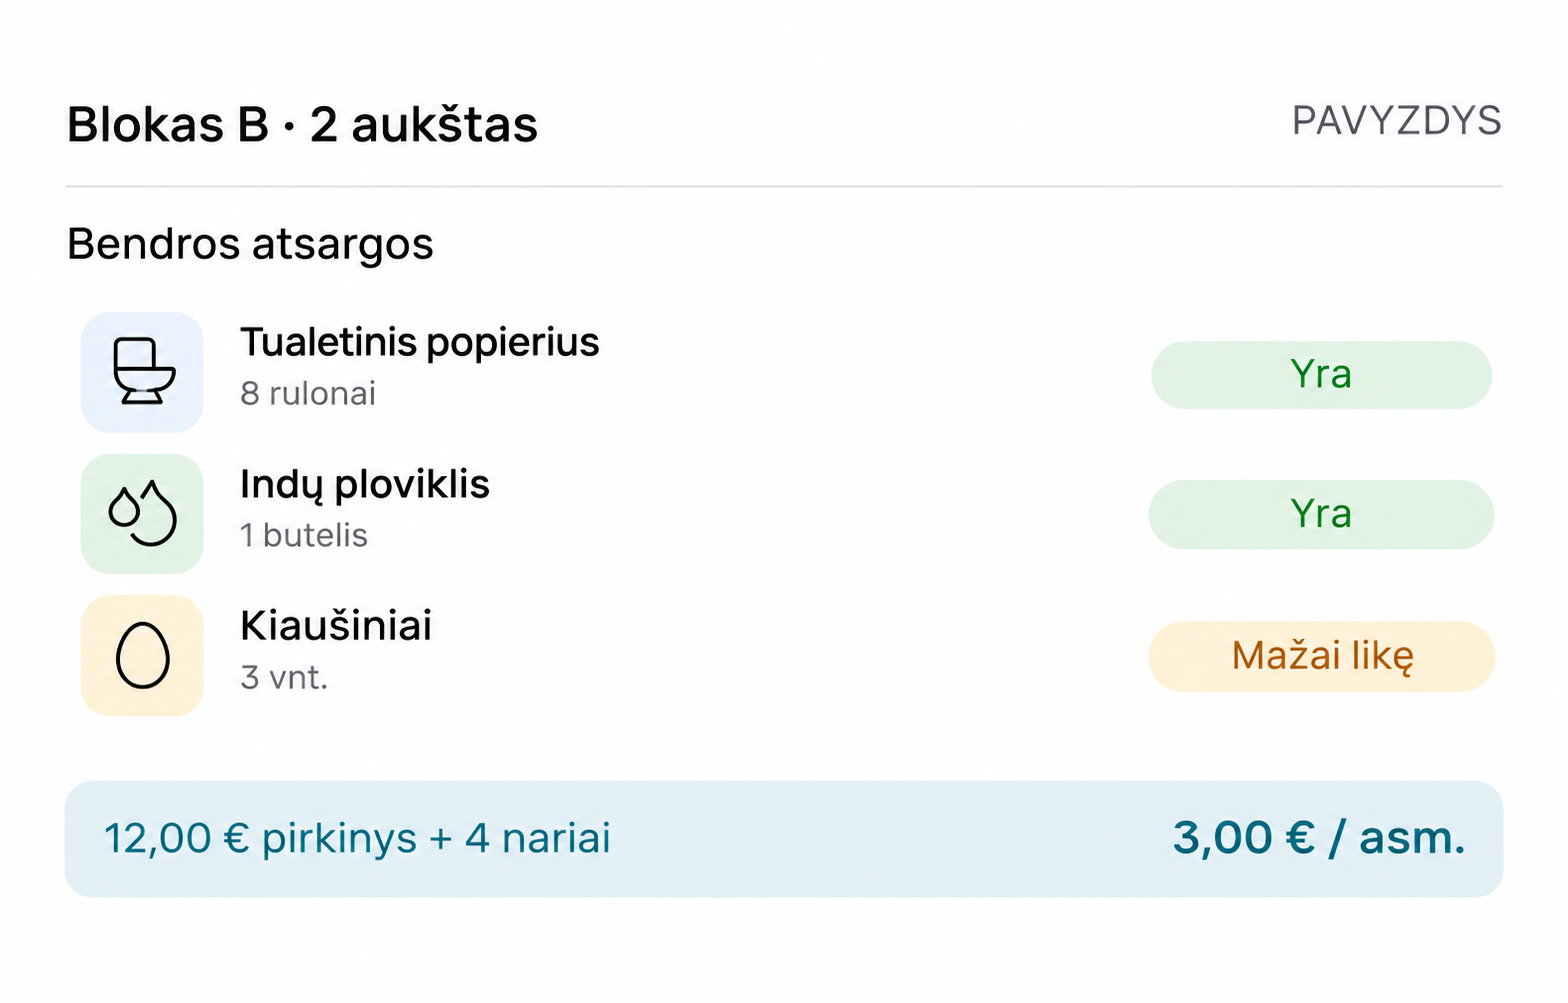 Blokas B · 2 aukštas
PAVYZDYS
Bendros atsargos
Tualetinis popierius
8 rulonai
Yra
Indų ploviklis
1 butelis
Yra
Kiaušiniai
3 vnt.
Mažai likę
12,00 € pirkinys + 4 nariai
3,00 € / asm.